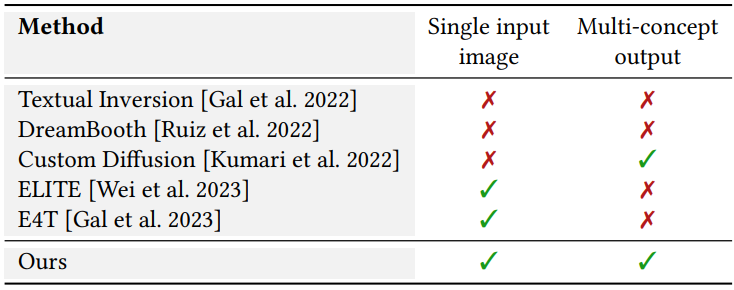 Method Single input Multi-concept
image output
Textual Inversion [Gal et al. 2022] ✗ ✗
DreamBooth [Ruiz et al. 2022] ✗ ✗
Custom Diffusion [Kumari et al. 2022] ✗ ✓
ELITE [Wei et al. 2023] ✓ ✗
E4T [Gal et al. 2023] ✓ ✗
Ours ✓ ✓